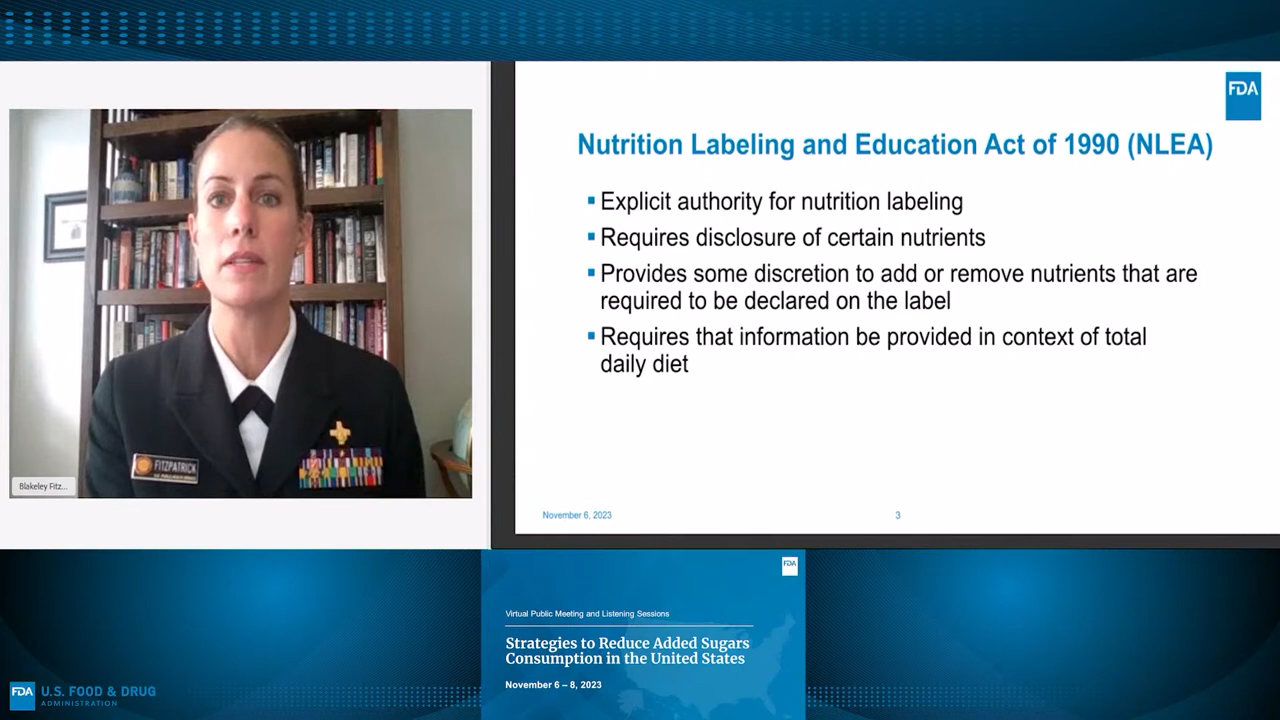 FDA
Nutrition Labeling and Education Act of 1990 (NLEA)
▪ Explicit authority for nutrition labeling
▪ Requires disclosure of certain nutrients
▪ Provides some discretion to add or remove nutrients that are
required to be declared on the label
▪ Requires that information be provided in context of total
daily diet
November 6, 2023
3
FITZPATRICK
Blakeley Fitz...
FDA
Virtual Public Meeting and Listening Sessions
Strategies to Reduce Added Sugars
Consumption in the United States
November 6 – 8, 2023
FDA
U.S. FOOD & DRUG
ADMINISTRATION